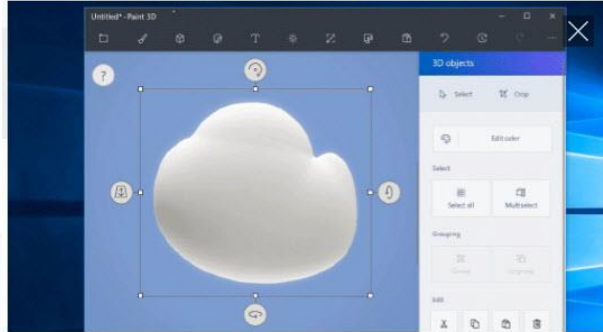 Untitled* - Paint 3D
3D objects
Select
Crop
?
Edit color
Select
Select all
Multiselect
Grouping
Group
Ungroup
Edit